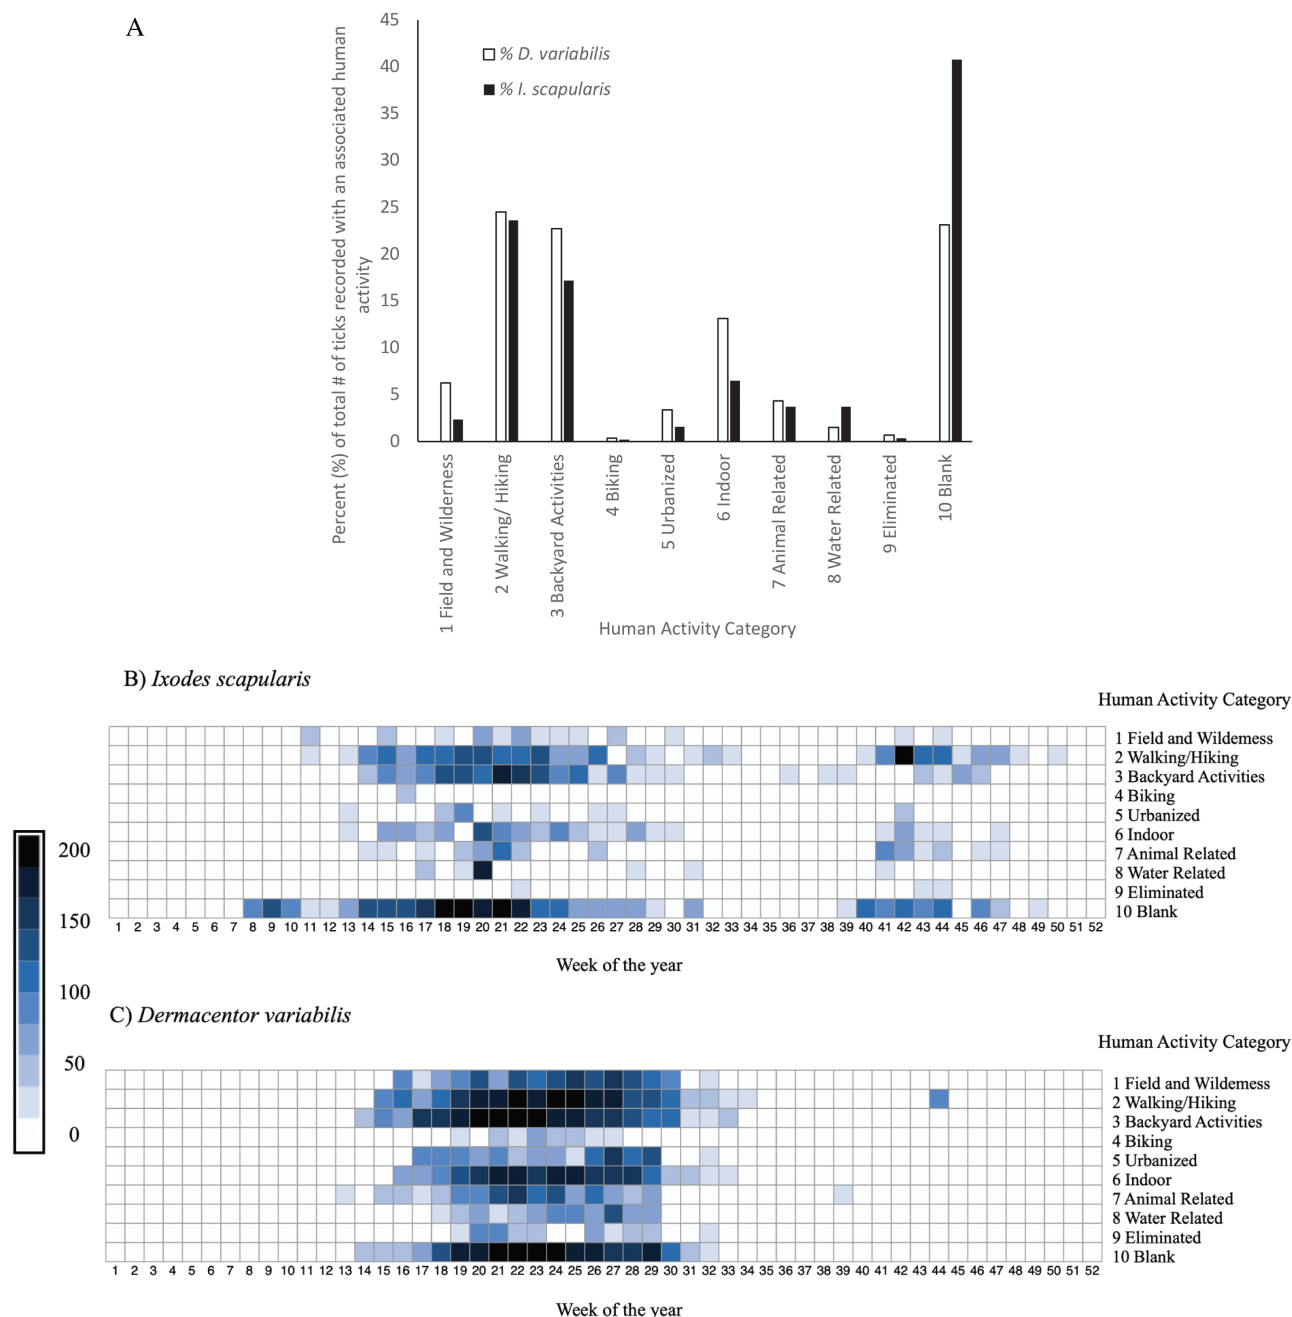 A
45
40
35
30
25
20
15
10
5
0
Percent (%) of total # of ticks recorded with an associated human
activity
% D. variabilis
% I. scapularis
1 Field and Wilderness
2 Walking/ Hiking
3 Backyard Activities
4 Biking
5 Urbanized
6 Indoor
7 Animal Related
8 Water Related
9 Eliminated
10 Blank
Human Activity Category
B) Ixodes scapularis
Human Activity Category
1 Field and Wildemess
2 Walking/Hiking
3 Backyard Activities
4 Biking
5 Urbanized
6 Indoor
7 Animal Related
8 Water Related
9 Eliminated
10 Blank
1 2 3 4 5 6 7 8 9 10 11 12 13 14 15 16 17 18 19 20 21 22 23 24 25 26 27 28 29 30 31 32 33 34 35 36 37 38 39 40 41 42 43 44 45 46 47 48 49 50 51 52
Week of the year
200
150
100
50
0
C) Dermacentor variabilis
Human Activity Category
1 Field and Wildemess
2 Walking/Hiking
3 Backyard Activities
4 Biking
5 Urbanized
6 Indoor
7 Animal Related
8 Water Related
9 Eliminated
10 Blank
1 2 3 4 5 6 7 8 9 10 11 12 13 14 15 16 17 18 19 20 21 22 23 24 25 26 27 28 29 30 31 32 33 34 35 36 37 38 39 40 41 42 43 44 45 46 47 48 49 50 51 52
Week of the year